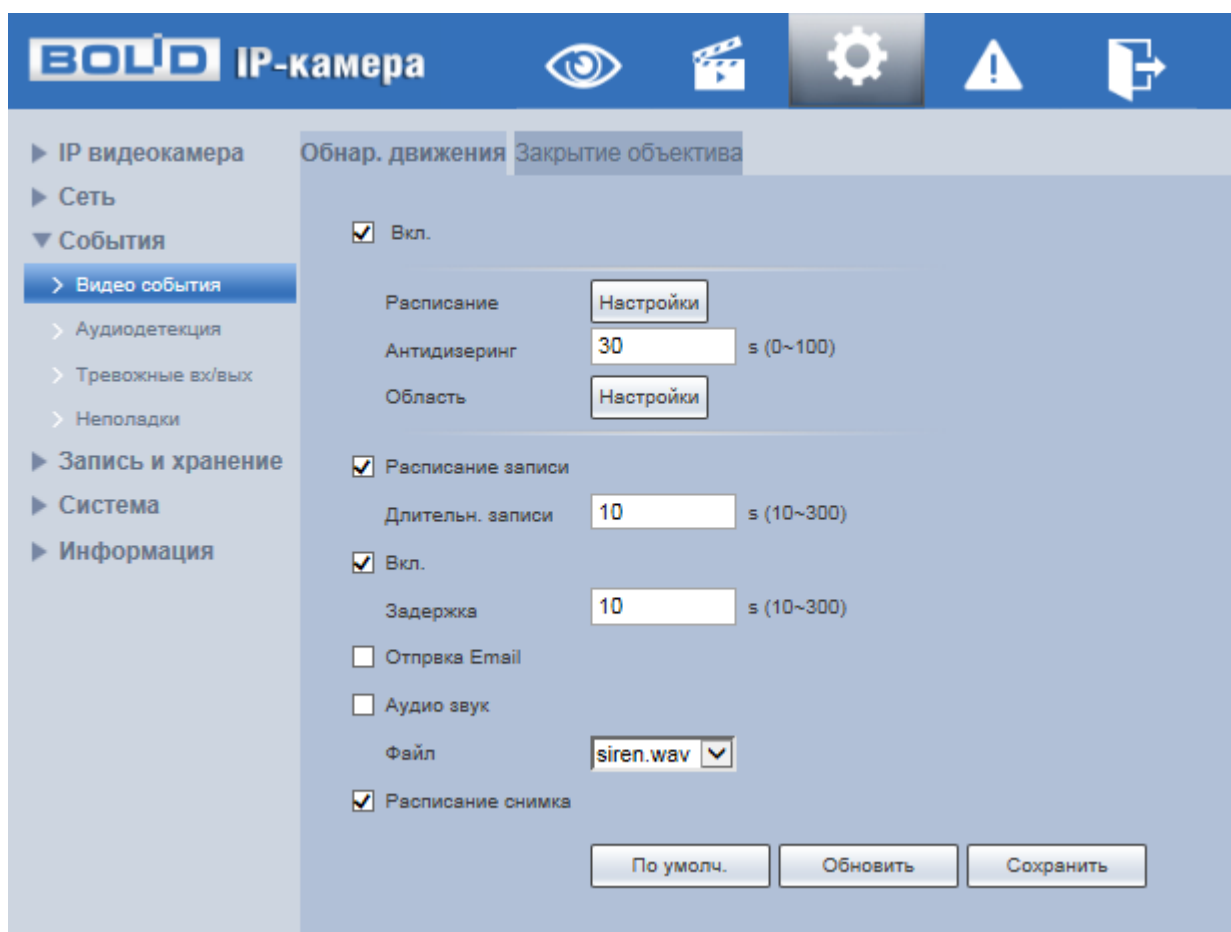 BOLID IP-камера
IP видеокамера
Сеть
События
Видео события
Аудиодетекция
Тревожные вх/вых
Неполадки
Запись и хранение
Система
Информация
Обнар. движения Закрытие объектива
Вкл.
Расписание Настройки
Антидизеринг 30 s (0~100)
Область Настройки
Расписание записи
Длительн. записи 10 s (10~300)
Вкл.
Задержка 10 s (10~300)
Отпрвка Email
Аудио звук
Файл siren.wav
Расписание снимка
По умолч. Обновить Сохранить